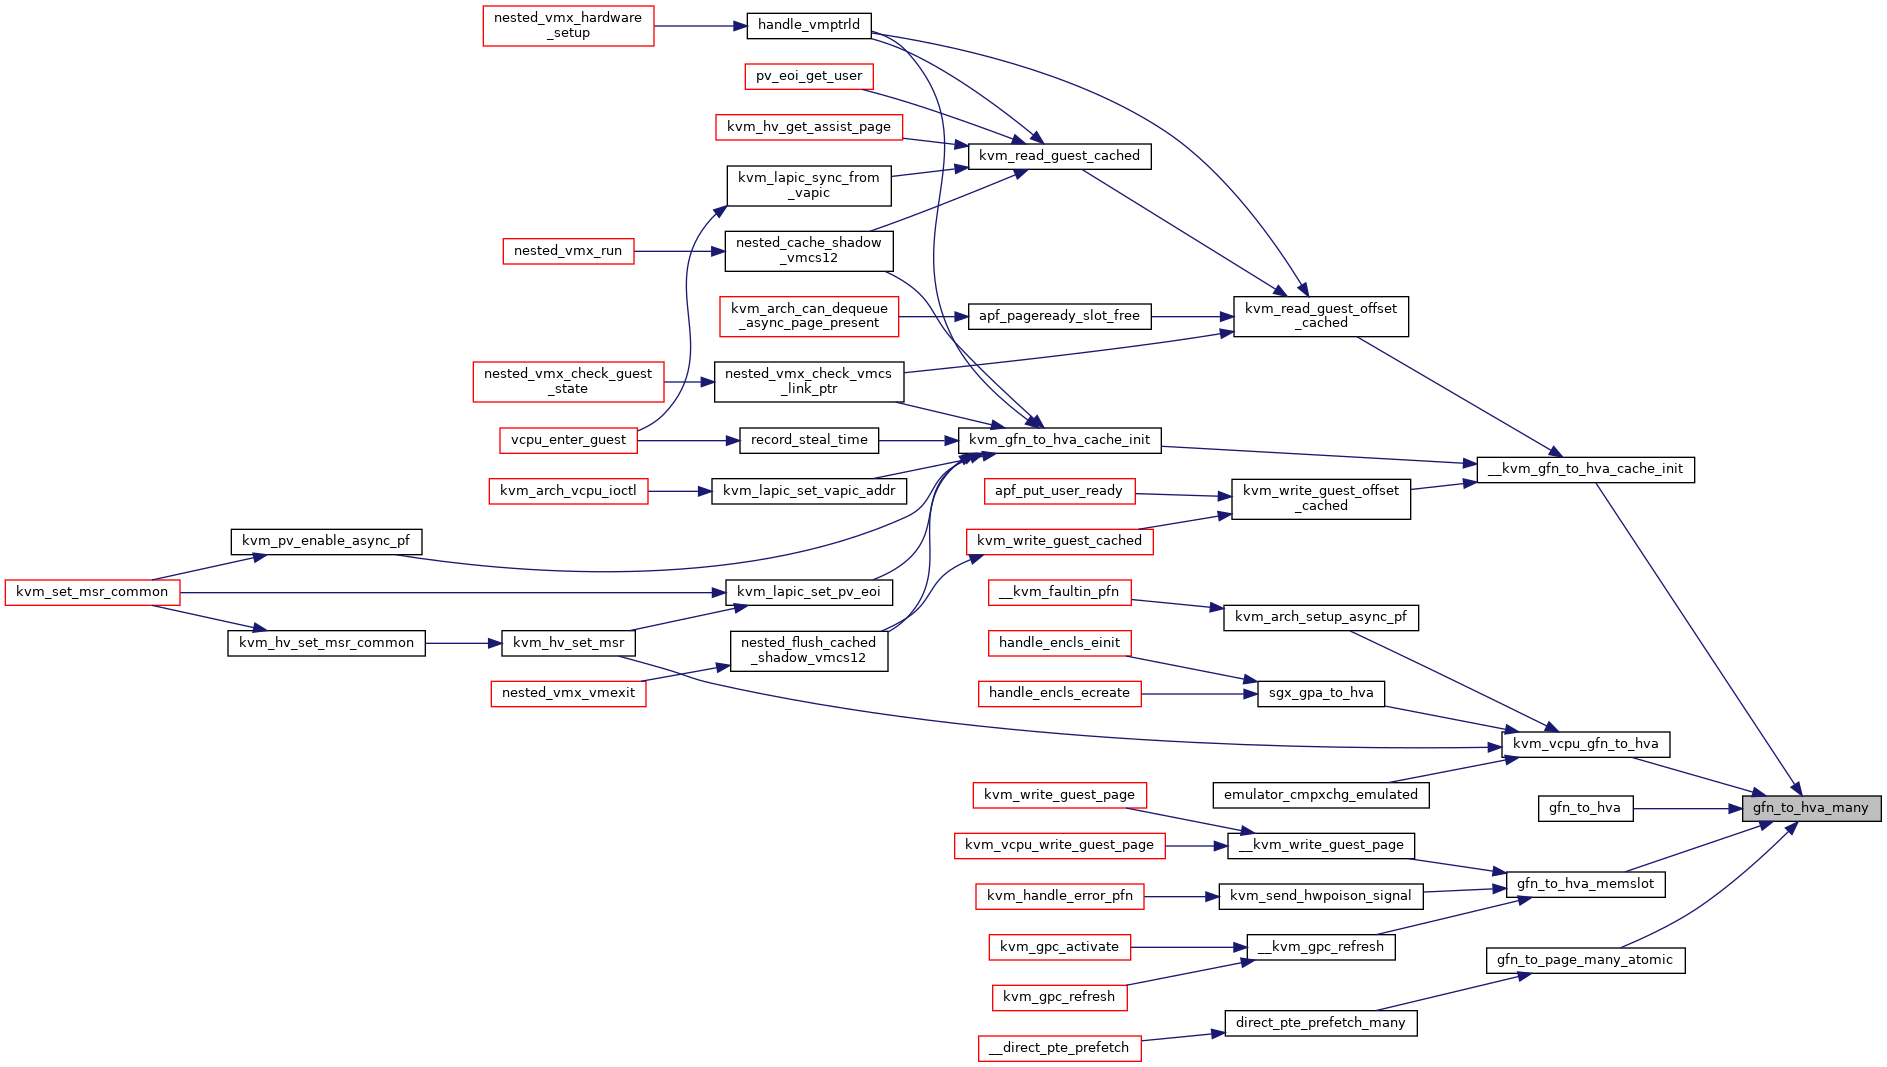 nested_vmx_hardware
_setup
handle_vmptrld
pv_eoi_get_user
kvm_hv_get_assist_page
kvm_read_guest_cached
kvm_lapic_sync_from
_vapic
nested_cache_shadow
_vmcs12
nested_vmx_run
kvm_arch_can_dequeue
_async_page_present
apf_pageready_slot_free
kvm_read_guest_offset
_cached
nested_vmx_check_guest
_state
nested_vmx_check_vmcs
_link_ptr
vcpu_enter_guest
record_steal_time
kvm_gfn_to_hva_cache_init
__kvm_gfn_to_hva_cache_init
kvm_arch_vcpu_ioctl
kvm_lapic_set_vapic_addr
apf_put_user_ready
kvm_write_guest_offset
_cached
kvm_pv_enable_async_pf
kvm_write_guest_cached
kvm_set_msr_common
kvm_lapic_set_pv_eoi
__kvm_faultin_pfn
kvm_arch_setup_async_pf
kvm_hv_set_msr_common
kvm_hv_set_msr
nested_flush_cached
_shadow_vmcs12
handle_encls_einit
nested_vmx_vmexit
handle_encls_ecreate
sgx_gpa_to_hva
kvm_vcpu_gfn_to_hva
kvm_write_guest_page
emulator_cmpxchg_emulated
gfn_to_hva
gfn_to_hva_many
kvm_vcpu_write_guest_page
__kvm_write_guest_page
gfn_to_hva_memslot
kvm_handle_error_pfn
kvm_send_hwpoison_signal
kvm_gpc_activate
__kvm_gpc_refresh
gfn_to_page_many_atomic
kvm_gpc_refresh
direct_pte_prefetch_many
__direct_pte_prefetch